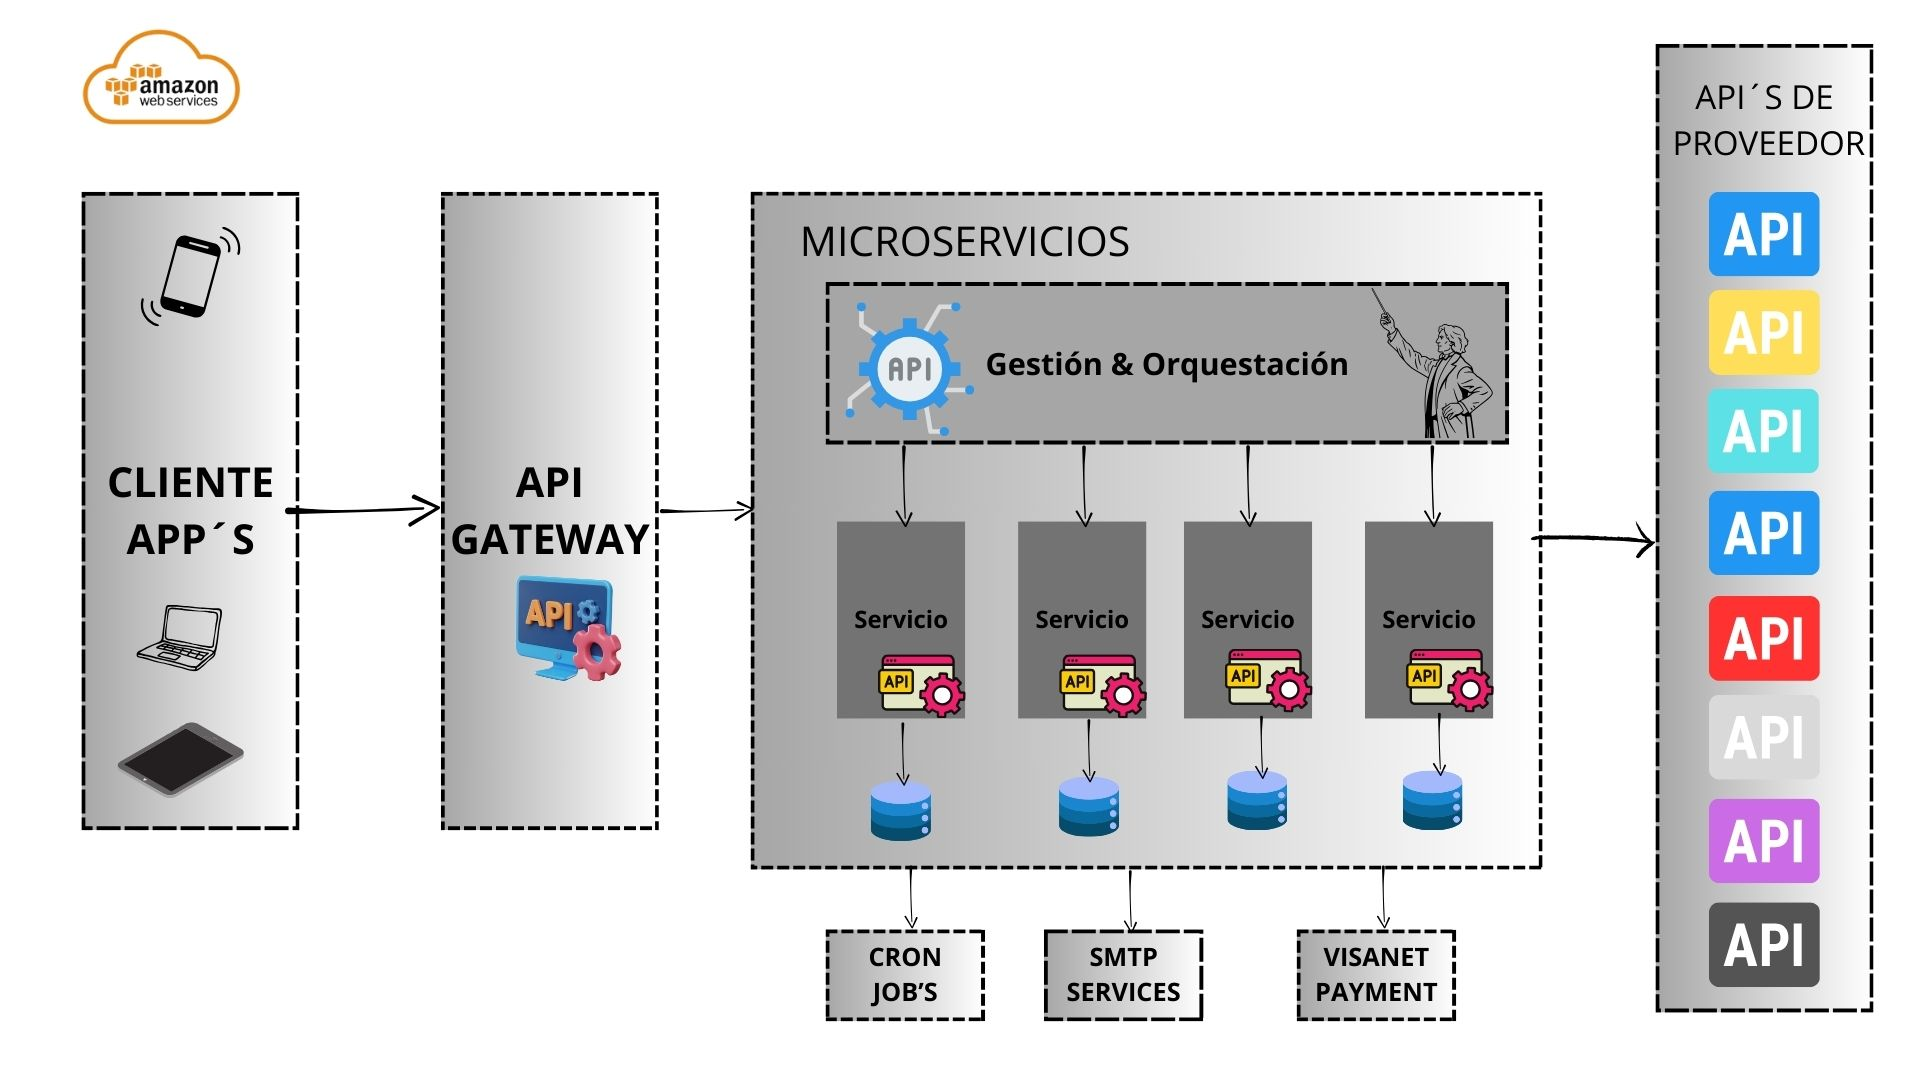 amazon
web services
CLIENTE
APP´S
API
GATEWAY
API
MICROSERVICIOS
API
Gestión & Orquestación
Servicio
API
Servicio
API
Servicio
API
Servicio
API
CRON
JOB’S
SMTP
SERVICES
VISANET
PAYMENT
API´S DE
PROVEEDOR
API
API
API
API
API
API
API
API